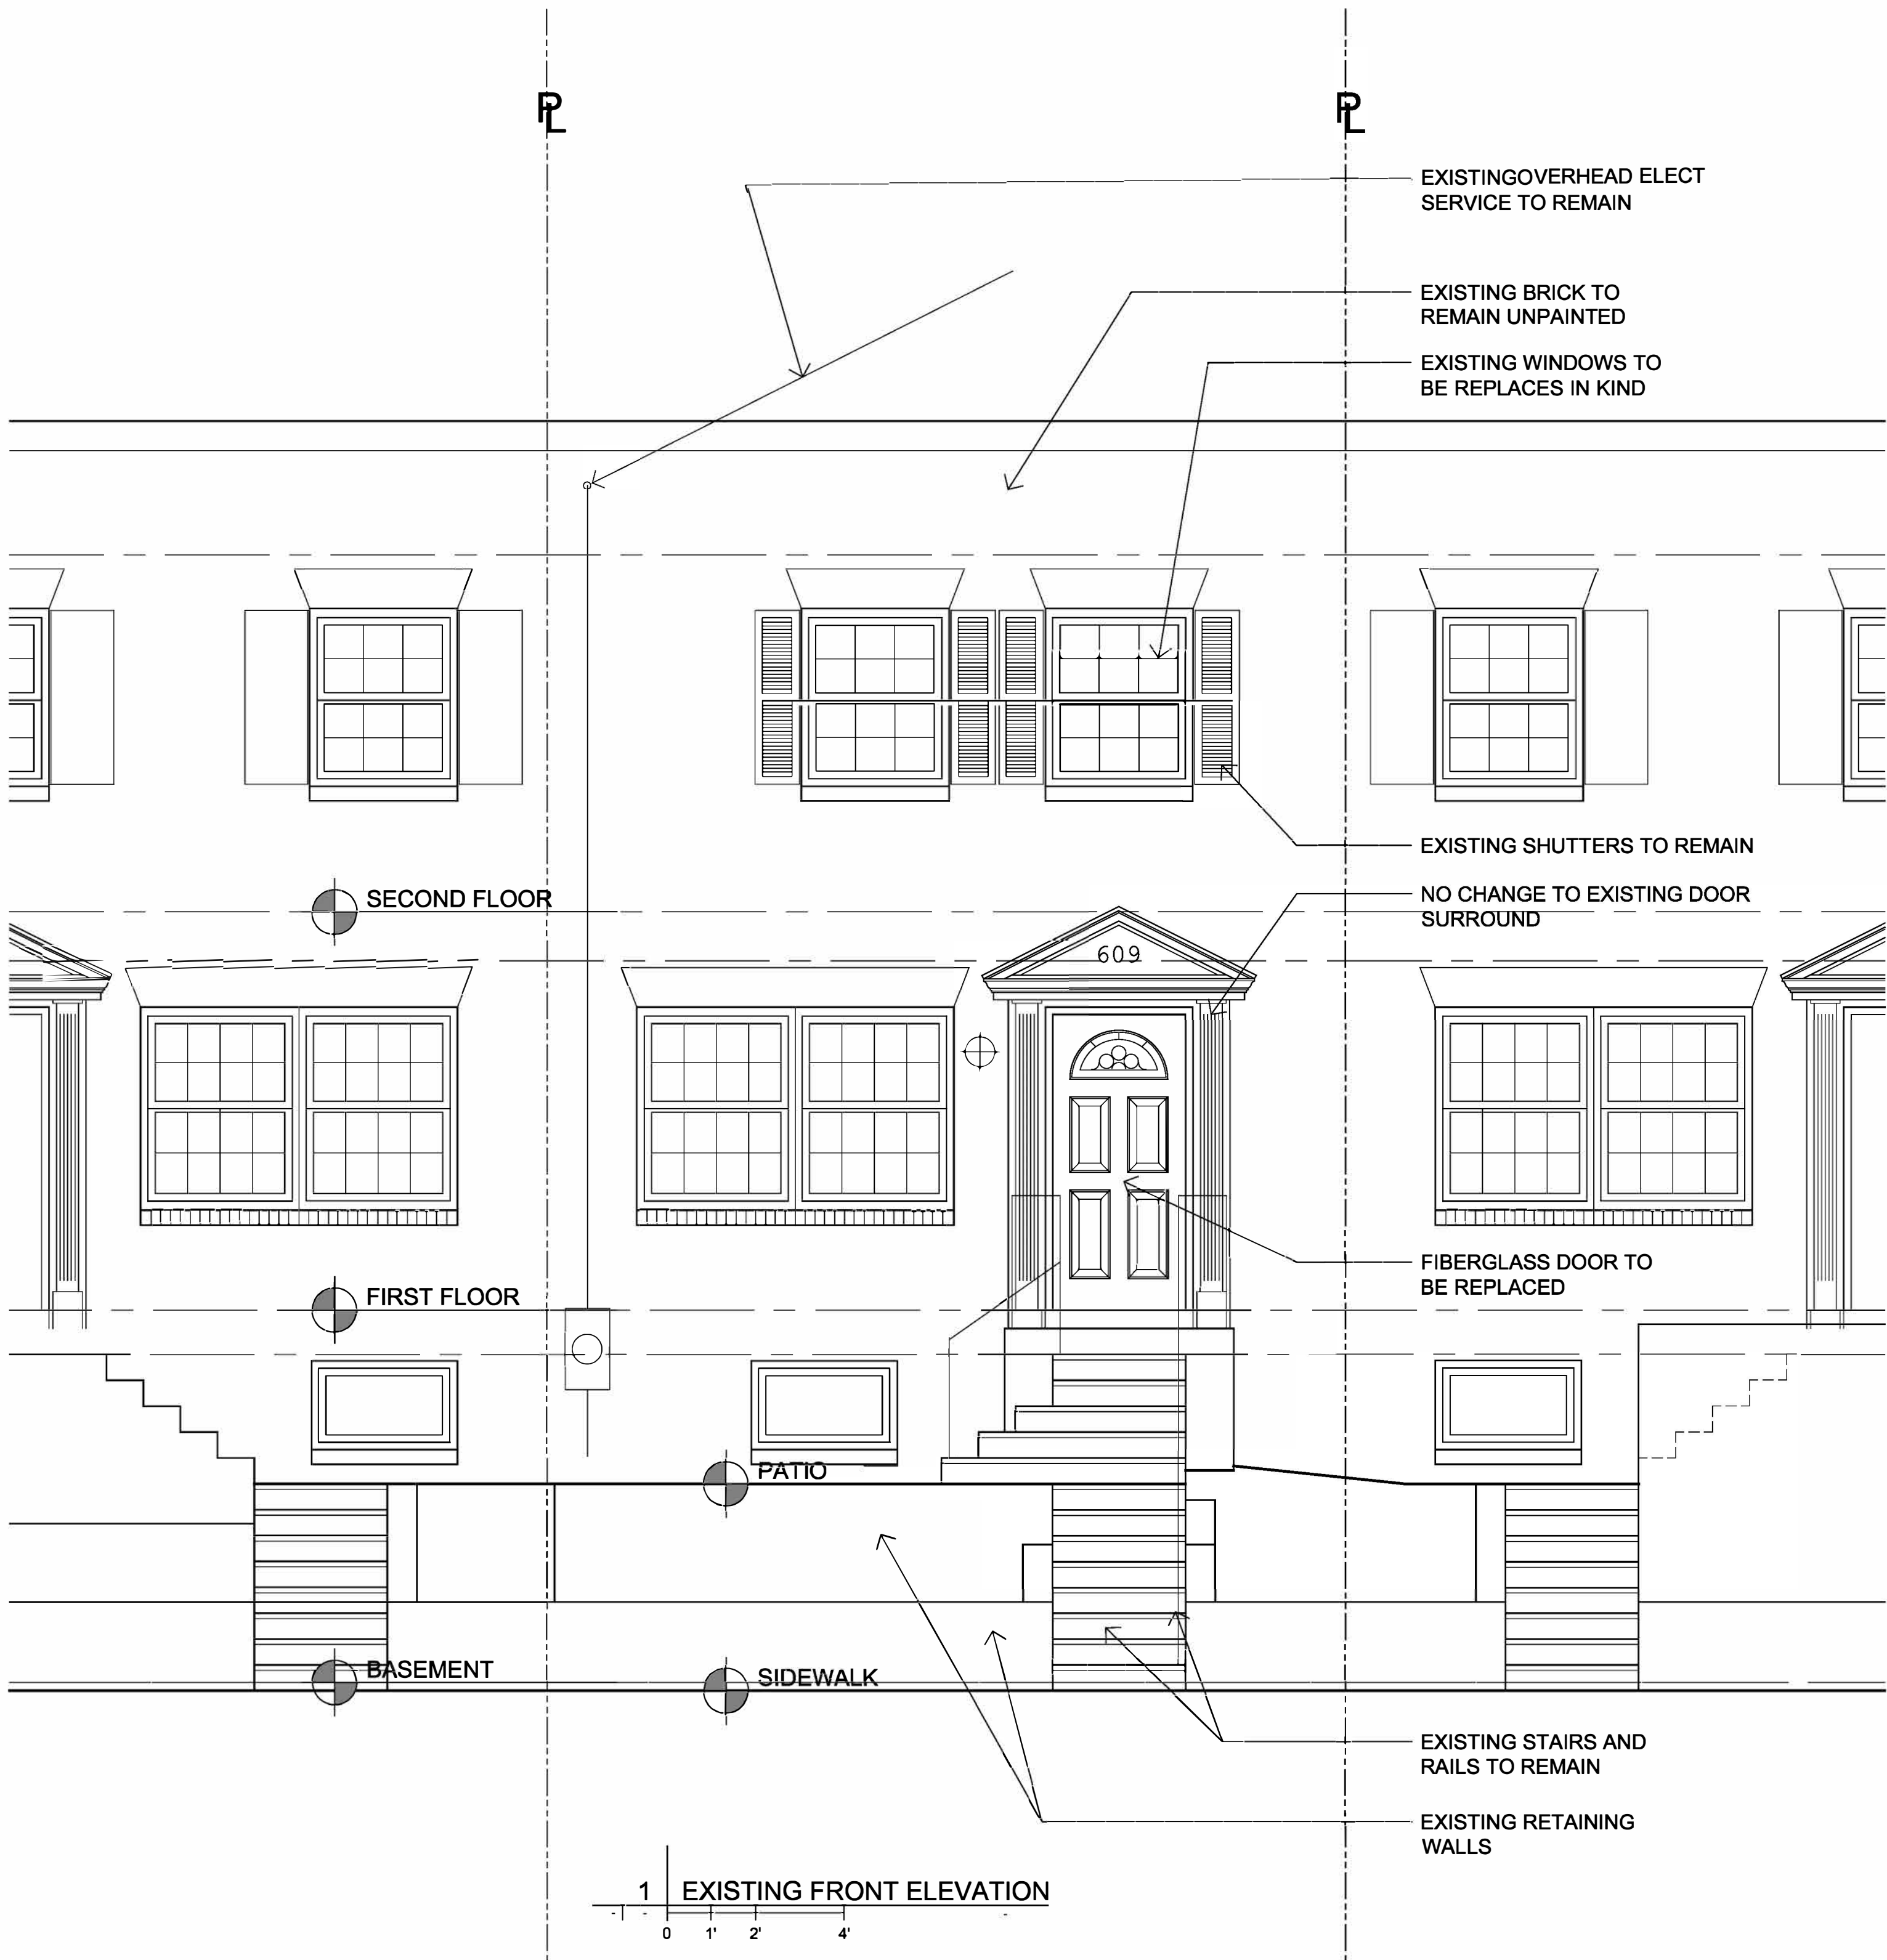 PL
PL
EXISTINGOVERHEAD ELECT
SERVICE TO REMAIN
EXISTING BRICK TO
REMAIN UNPAINTED
EXISTING WINDOWS TO
BE REPLACES IN KIND
EXISTING SHUTTERS TO REMAIN
SECOND FLOOR
NO CHANGE TO EXISTING DOOR
SURROUND
609
FIRST FLOOR
FIBERGLASS DOOR TO
BE REPLACED
PATIO
BASEMENT
SIDEWALK
EXISTING STAIRS AND
RAILS TO REMAIN
EXISTING RETAINING
WALLS
1 EXISTING FRONT ELEVATION
0 1' 2' 4'